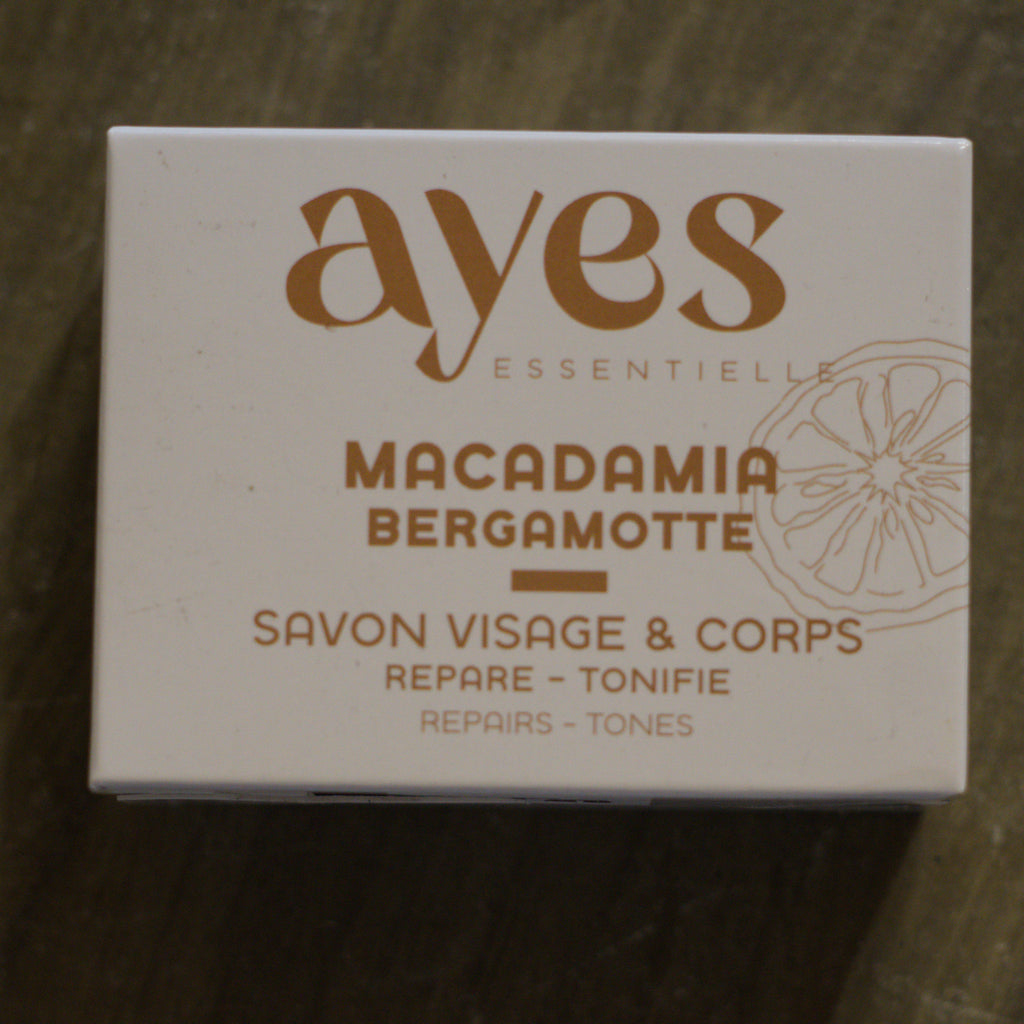 ayes
ESSENTIELLE
MACADAMIA
BERGAMOTTE
SAVON VISAGE & CORPS
REPARE - TONIFIE
REPAIRS - TONES